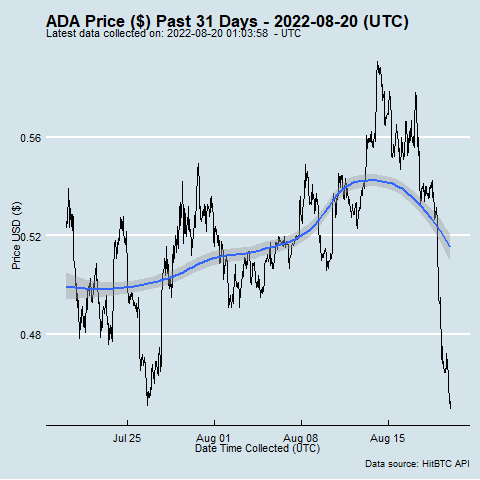 ADA Price ($) Past 31 Days - 2022-08-20 (UTC)
Latest data collected on: 2022-08-20 01:03:58 - UTC
Price USD ($)
0.56
0.52
0.48
Jul 25
Aug 01
Aug 08
Aug 15
Date Time Collected (UTC)
Data source: HitBTC API